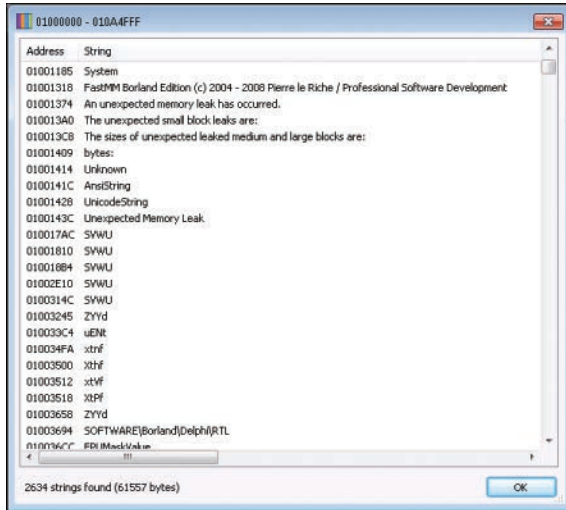 01000000 - 010A4FFF
Address String
01001185 System
01001318 FastMM Borland Edition (c) 2004 - 2008 Pierre le Riche / Professional Software Development
01001374 An unexpected memory leak has occurred.
010013A0 The unexpected small block leaks are:
010013C8 The sizes of unexpected leaked medium and large blocks are:
01001409 bytes:
01001414 Unknown
0100141C AnsiString
01001428 UnicodeString
0100143C Unexpected Memory Leak
010017AC SVWU
01001810 SVWU
010018B4 SVWU
01002E10 SVWU
0100314C SVWU
01003245 ZYYd
010033C4 uENt
010034FA xtnf
01003500 Xthf
01003512 xtVf
01003518 XtPf
01003658 ZYYd
01003694 SOFTWARE\Borland\Delphi\RTL
010036CC FPUMaskValue
2634 strings found (61557 bytes)
OK